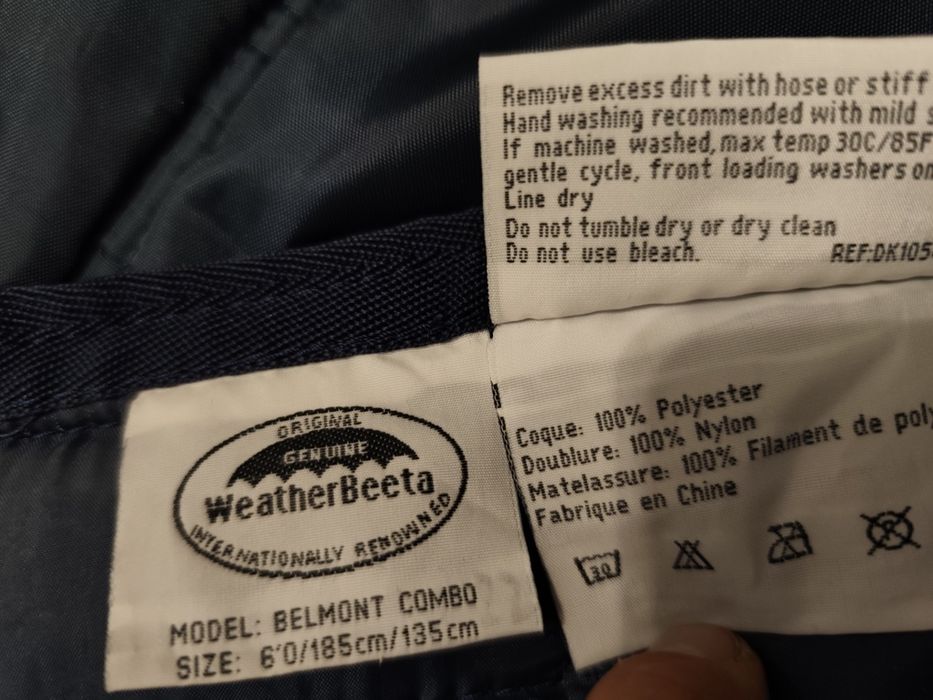 Remove excess dirt with hose or stiff
Hand washing recommended with mild
If machine washed, max temp 30C/85F
gentle cycle, front loading washers
Line dry
Do not tumble dry or dry clean
Do not use bleach.
REF:DK105
ORIGINAL
GENUINE
WeatherBeeta
INTERNATIONALLY RENOWNED
MODEL: BELMONT COMBO
SIZE: 6'0/185cm/135cm
Coque: 100% Polyester
Doublure: 100% Nylon
Matelassure: 100% Filament de
Fabrique en Chine
30